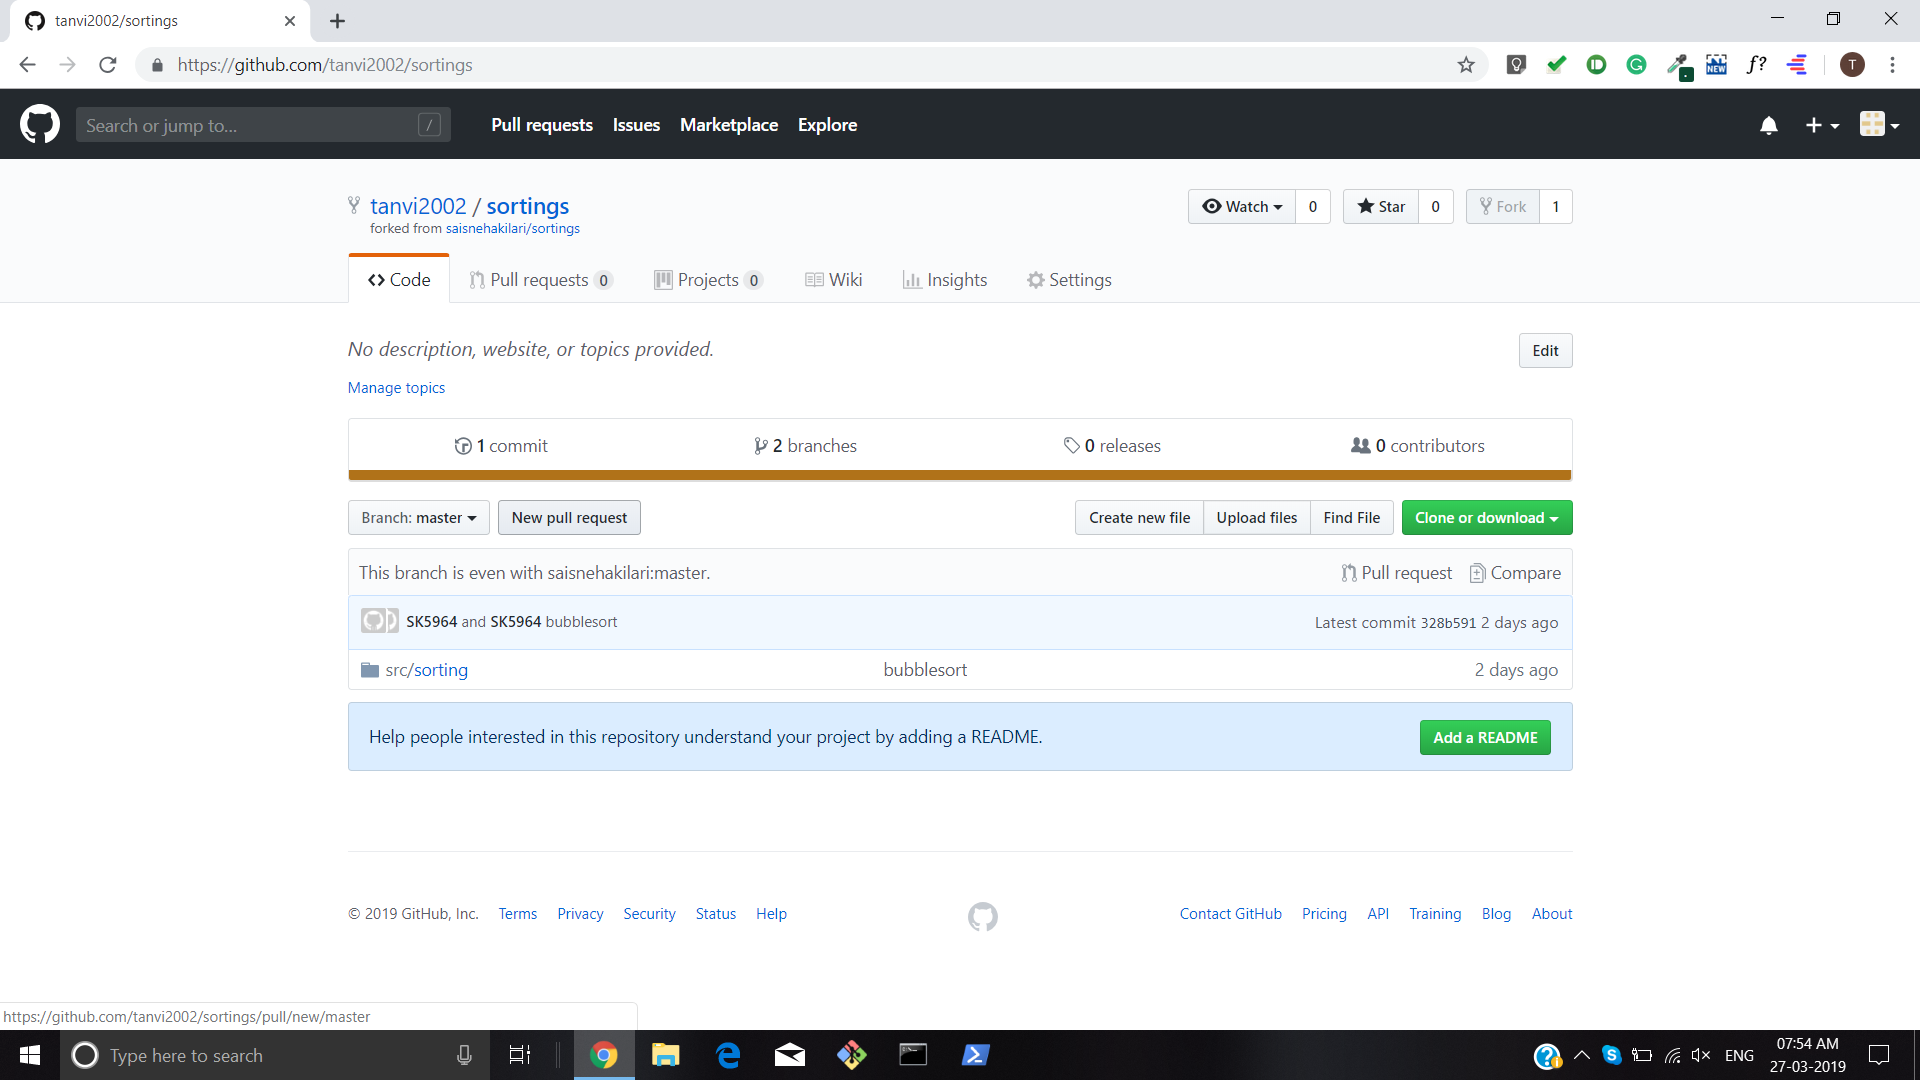 tanvi2002/sortings
https://github.com/tanvi2002/sortings
NEW f? T
Search or jump to... / Pull requests Issues Marketplace Explore
tanvi2002 / sortings Watch 0 Star 0 Fork 1
forked from saisnehakilari/sortings
Code Pull requests 0 Projects 0 Wiki Insights Settings
No description, website, or topics provided. Edit
Manage topics
1 commit 2 branches 0 releases 0 contributors
Branch: master New pull request Create new file Upload files Find File Clone or download
This branch is even with saisnehakilari:master. Pull request Compare
SK5964 and SK5964 bubblesort Latest commit 328b591 2 days ago
src/sorting bubblesort 2 days ago
Help people interested in this repository understand your project by adding a README. Add a README
© 2019 GitHub, Inc. Terms Privacy Security Status Help Contact GitHub Pricing API Training Blog About
https://github.com/tanvi2002/sortings/pull/new/master
Type here to search ENG 07:54 AM
27-03-2019